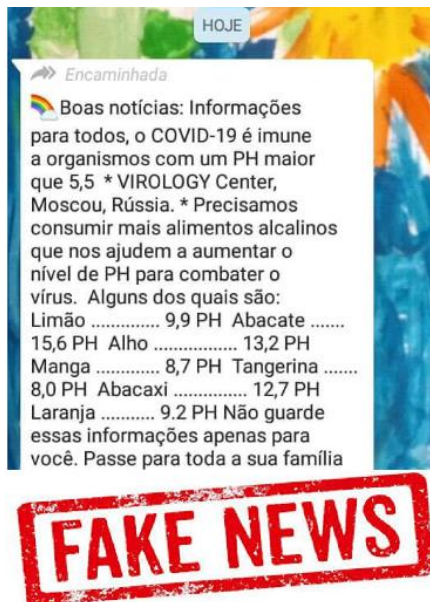 HOJE
Encaminhada
🌈 Boas notícias: Informações
para todos, o COVID-19 é imune
a organismos com um PH maior
que 5,5 * VIROLOGY Center,
Moscou, Rússia. * Precisamos
consumir mais alimentos alcalinos
que nos ajudem a aumentar o
nível de PH para combater o
vírus.  Alguns dos quais são:
Limão .............. 9,9 PH  Abacate .......
15,6 PH  Alho ................. 13,2 PH
Manga ............. 8,7 PH  Tangerina .......
8,0 PH  Abacaxi ............... 12,7 PH
Laranja ........... 9.2 PH Não guarde
essas informações apenas para
você. Passe para toda a sua família
FAKE NEWS